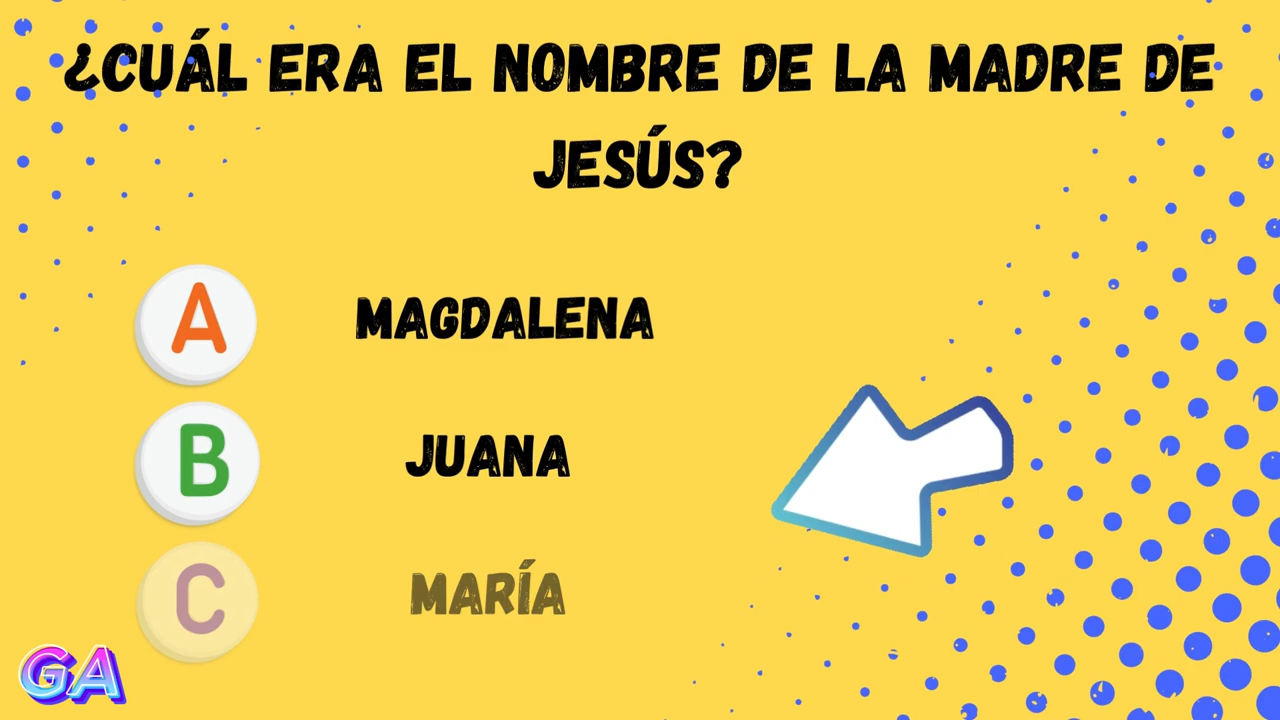 ¿CUÁL ERA EL NOMBRE DE LA MADRE DE
JESÚS?
A MAGDALENA
B JUANA
C MARÍA
GA